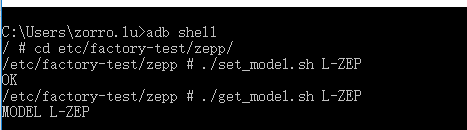 C:\Users\zorro.lu>adb shell
/ # cd etc/factory-test/zepp/
/etc/factory-test/zepp # ./set_model.sh L-ZEP
OK
/etc/factory-test/zepp # ./get_model.sh L-ZEP
MODEL L-ZEP